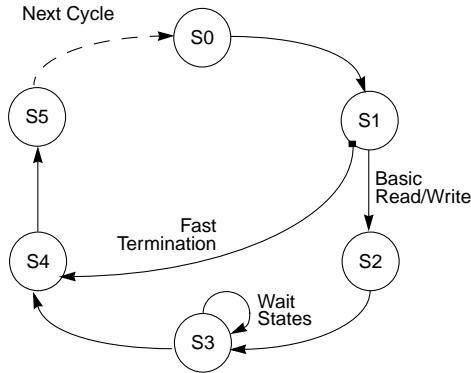 Next Cycle
S0
S5
S1
Basic
Read/Write
Fast
Termination
S4
S2
Wait
States
S3